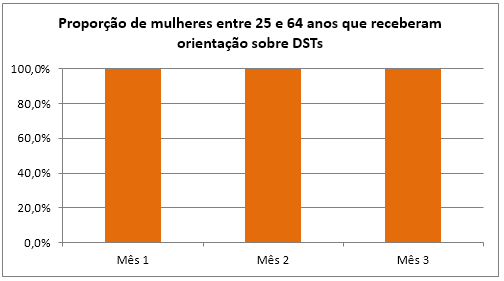 Proporção de mulheres entre 25 e 64 anos que receberam
orientação sobre DSTs
100,0%
80,0%
60,0%
40,0%
20,0%
0,0%
Mês 1 Mês 2 Mês 3